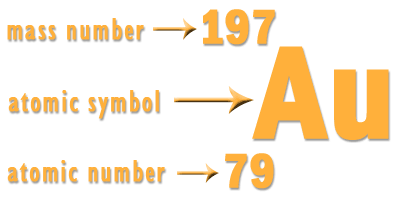 mass number 197
atomic symbol Au
atomic number 79